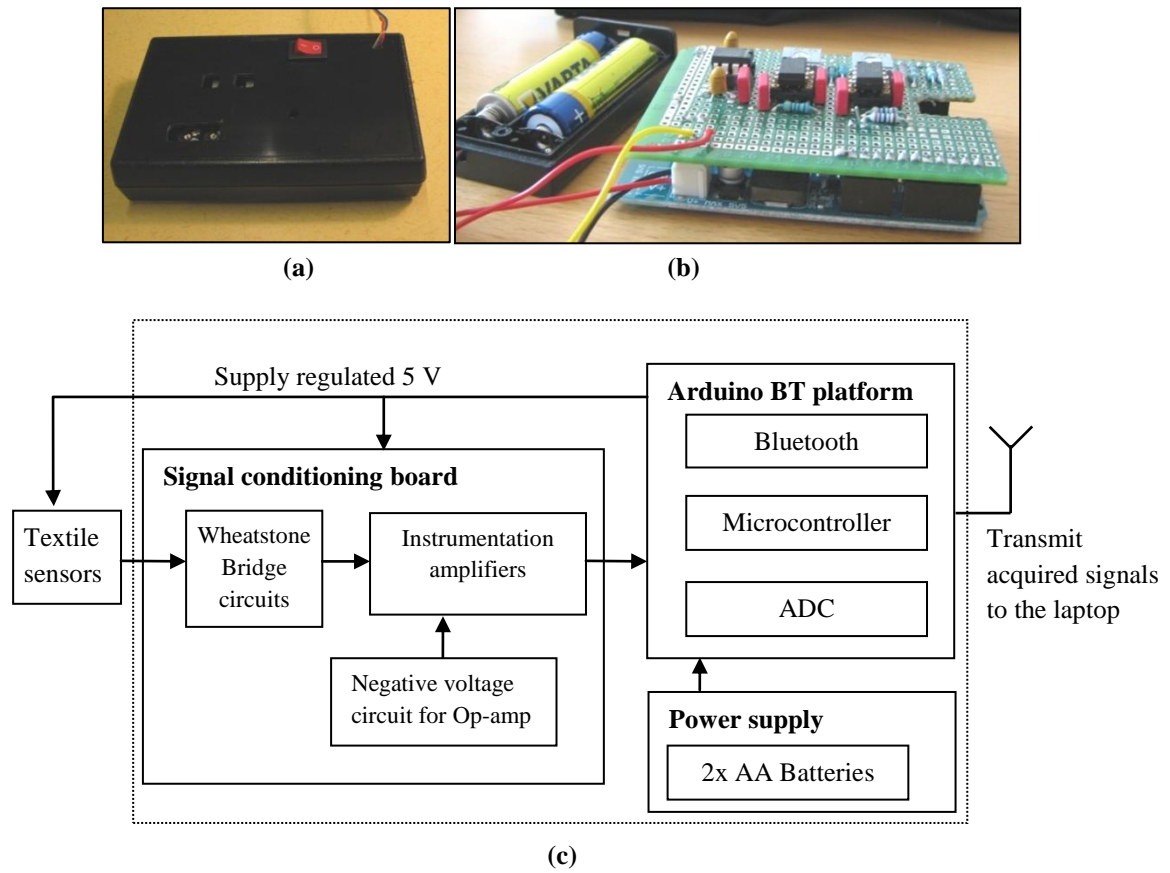 VARTA
(a)
(b)
Supply regulated 5 V
Arduino BT platform
Bluetooth
Microcontroller
ADC
Signal conditioning board
Textile
sensors
Wheatstone
Bridge
circuits
Instrumentation
amplifiers
Negative voltage
circuit for Op-amp
Transmit
acquired signals
to the laptop
Power supply
2x AA Batteries
(c)